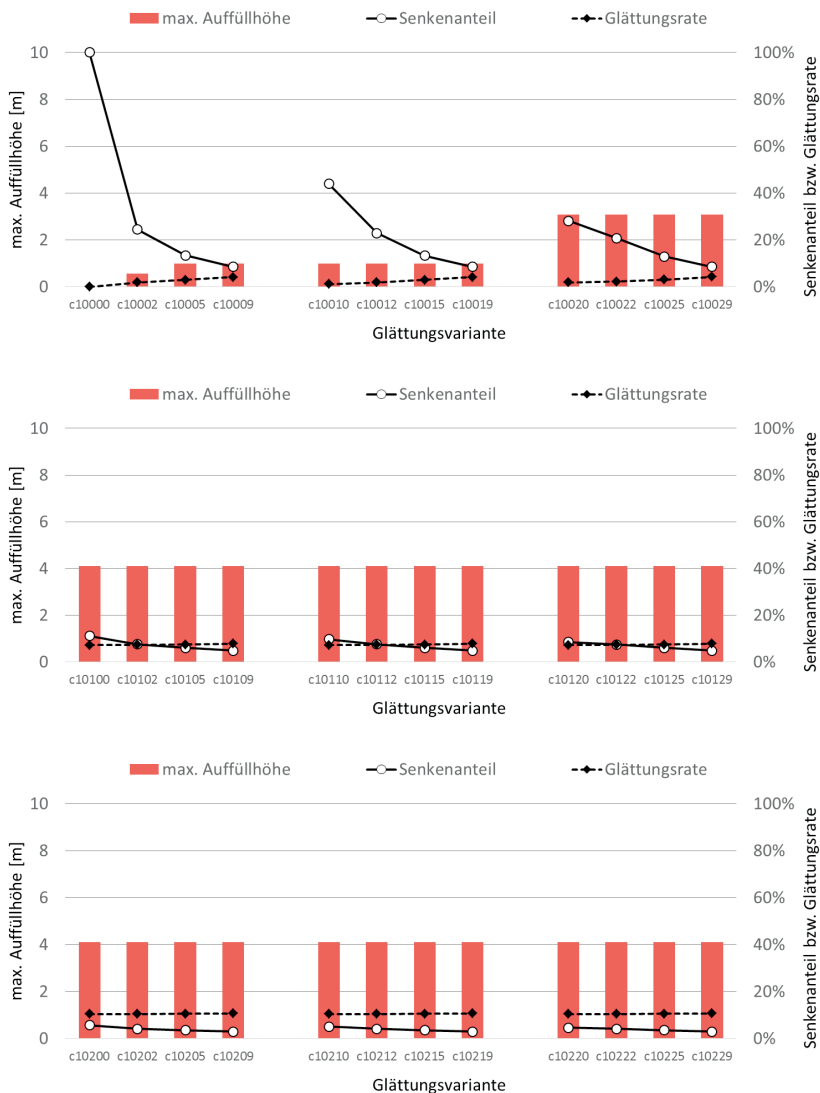 max. Auffüllhöhe Senkenanteil Glättungsrate
10 100%
8 80%
6 60%
4 40%
2 20%
0 0%
max. Auffüllhöhe [m]
Senkenanteil bzw. Glättungsrate
c10000 c10002 c10005 c10009 c10010 c10012 c10015 c10019 c10020 c10022 c10025 c10029
Glättungsvariante
max. Auffüllhöhe Senkenanteil Glättungsrate
10 100%
8 80%
6 60%
4 40%
2 20%
0 0%
max. Auffüllhöhe [m]
Senkenanteil bzw. Glättungsrate
c10100 c10102 c10105 c10109 c10110 c10112 c10115 c10119 c10120 c10122 c10125 c10129
Glättungsvariante
max. Auffüllhöhe Senkenanteil Glättungsrate
10 100%
8 80%
6 60%
4 40%
2 20%
0 0%
max. Auffüllhöhe [m]
Senkenanteil bzw. Glättungsrate
c10200 c10202 c10205 c10209 c10210 c10212 c10215 c10219 c10220 c10222 c10225 c10229
Glättungsvariante